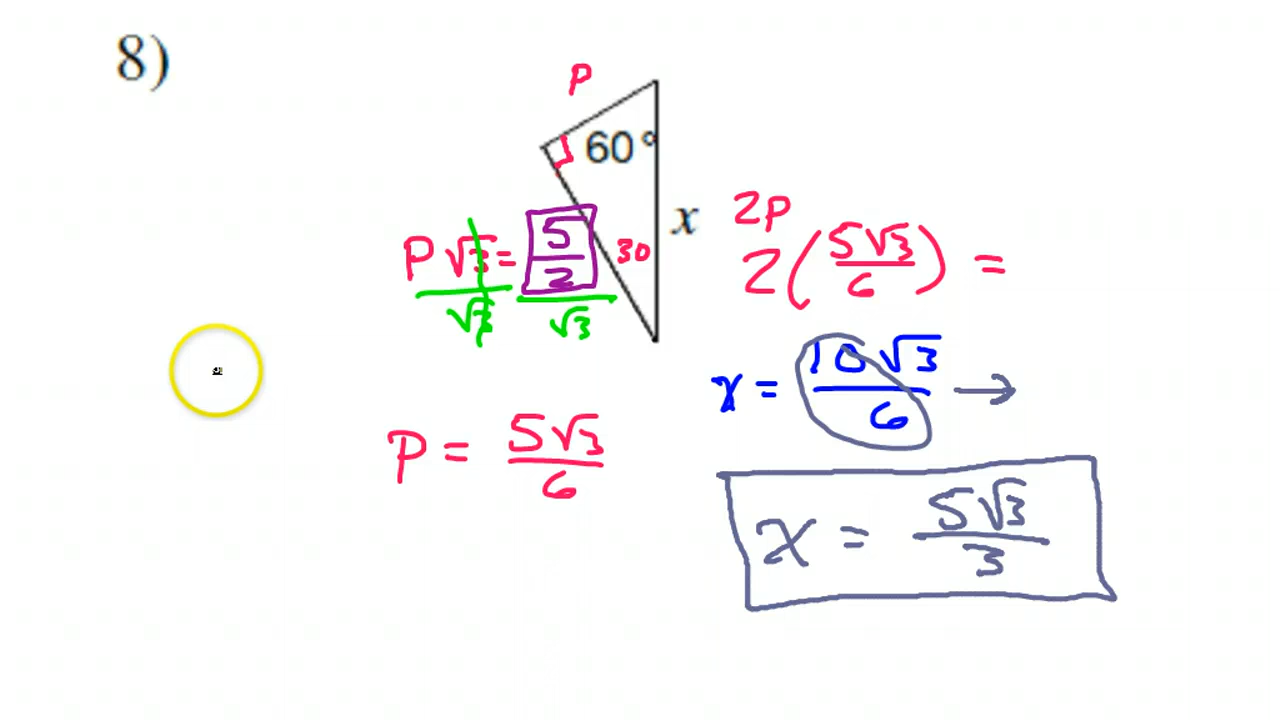 8)
P
60°
x
2P
P√3 = 5/2
√3 √3
30
2(5√3/6) =
x = 10√3/6 →
P = 5√3/6
x = 5√3/3